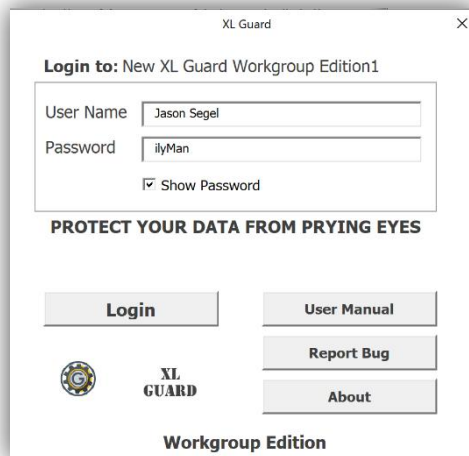 XL Guard
Login to: New XL Guard Workgroup Edition1
User Name Jason Segel
Password ilyMan
Show Password
PROTECT YOUR DATA FROM PRYING EYES
Login
User Manual
Report Bug
G
XL
GUARD
About
Workgroup Edition